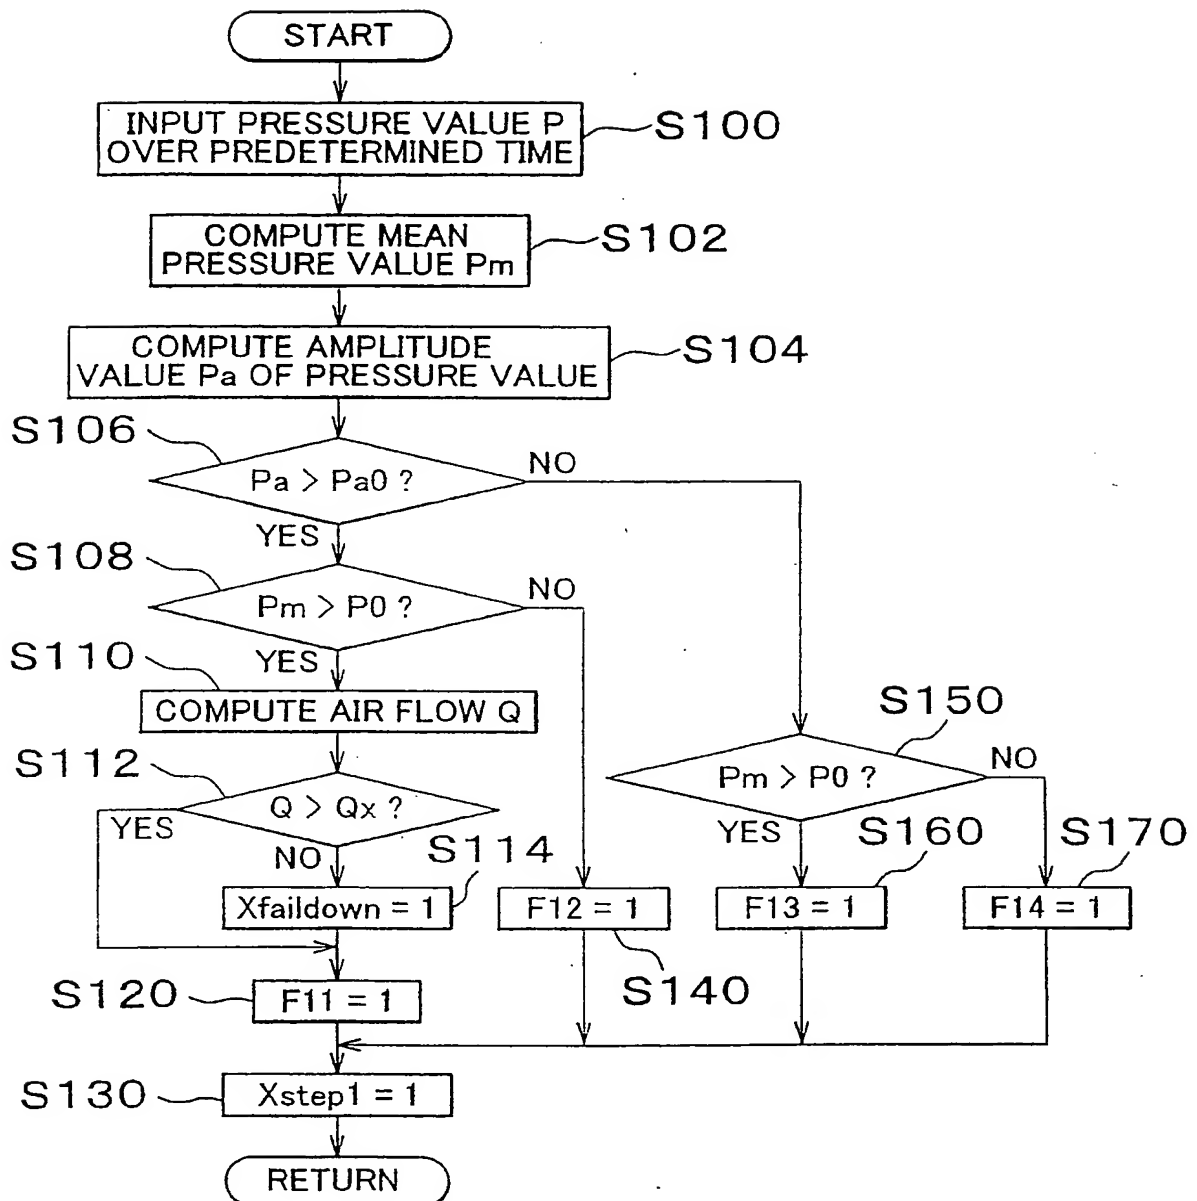 START
INPUT PRESSURE VALUE P
OVER PREDETERMINED TIME
S100
COMPUTE MEAN
PRESSURE VALUE Pm
S102
COMPUTE AMPLITUDE
VALUE Pa OF PRESSURE VALUE
S104
S106
Pa > Pa0 ?
NO
YES
S108
Pm > P0 ?
NO
YES
S110
COMPUTE AIR FLOW Q
S112
Q > Qx ?
YES
NO
S150
Pm > P0 ?
NO
YES
S114
Xfaildown = 1
F12 = 1
S140
S160
F13 = 1
S170
F14 = 1
S120
F11 = 1
S130
Xstep1 = 1
RETURN